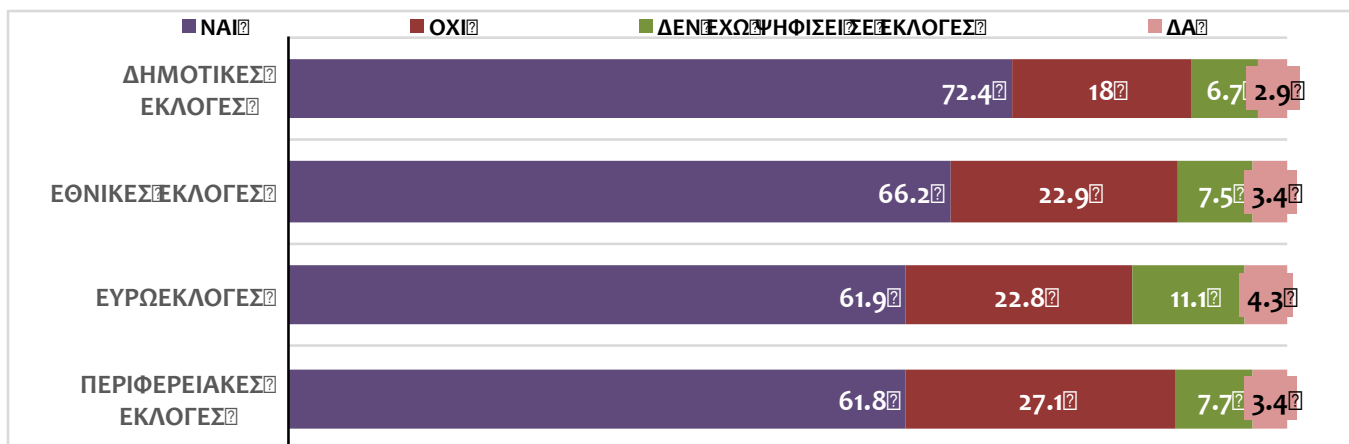 ΝΑΙ ΟΧΙ ΔΕΝ ΕΧΩ ΨΗΦΙΣΕΙ ΣΕ ΕΚΛΟΓΕΣ ΔΑ
ΔΗΜΟΤΙΚΕΣ
ΕΚΛΟΓΕΣ
72.4 18 6.7 2.9
ΕΘΝΙΚΕΣ ΕΚΛΟΓΕΣ 66.2 22.9 7.5 3.4
ΕΥΡΩΕΚΛΟΓΕΣ 61.9 22.8 11.1 4.3
ΠΕΡΙΦΕΡΕΙΑΚΕΣ
ΕΚΛΟΓΕΣ
61.8 27.1 7.7 3.4